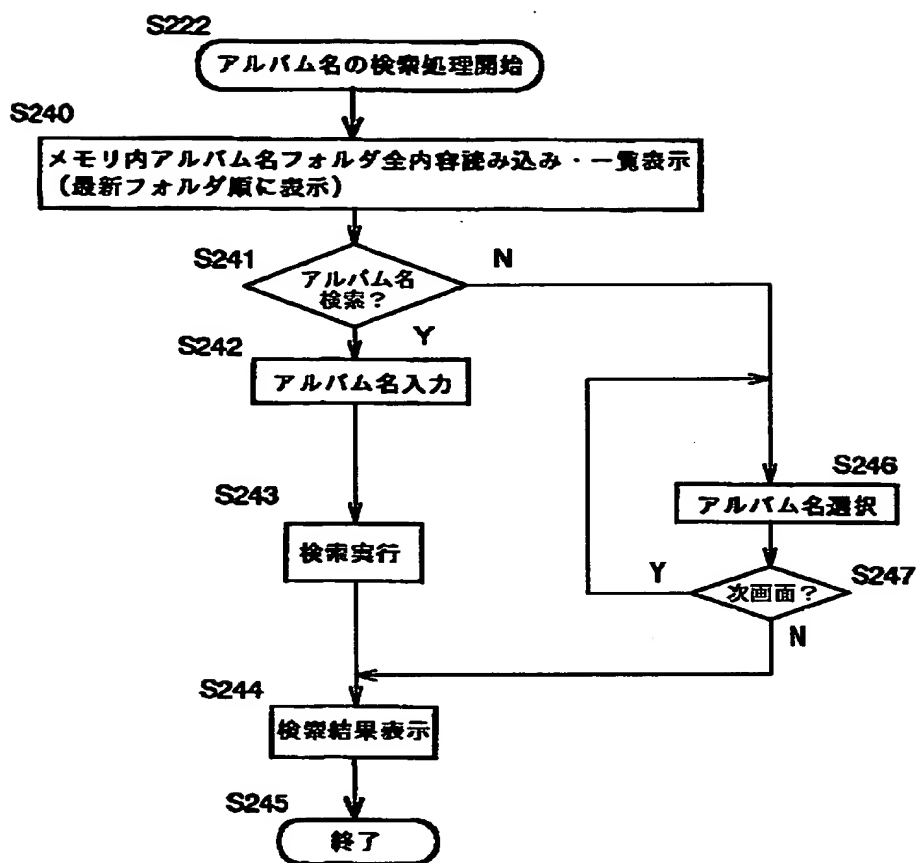 S222
アルバム名の検索処理開始
S240
メモリ内アルバム名フォルダ全内容読み込み・一覧表示
(最新フォルダ順に表示)
S241
アルバム名
検索?
N
Y
S242
アルバム名入力
S243
検索実行
S246
アルバム名選択
S247
次画面?
Y
N
S244
検索結果表示
S245
終了